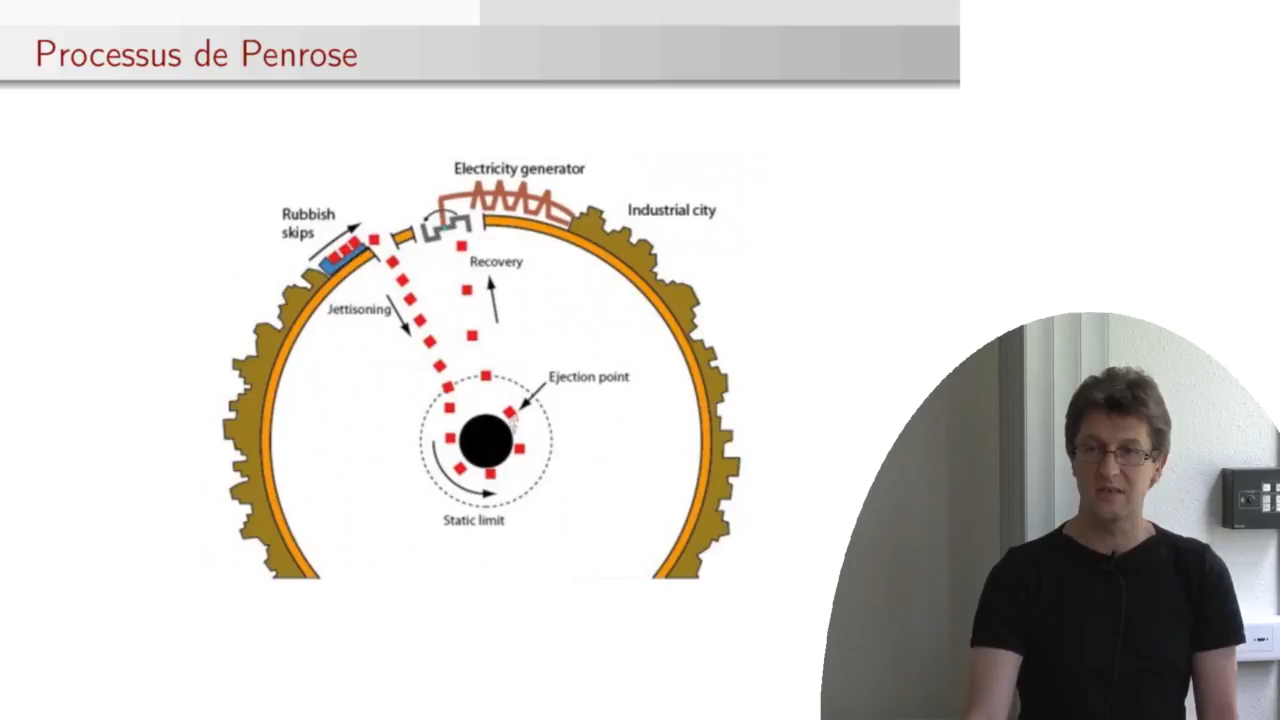 Processus de Penrose
Electricity generator
Rubbish
skips
Industrial city
Recovery
Jettisoning
Ejection point
Static limit